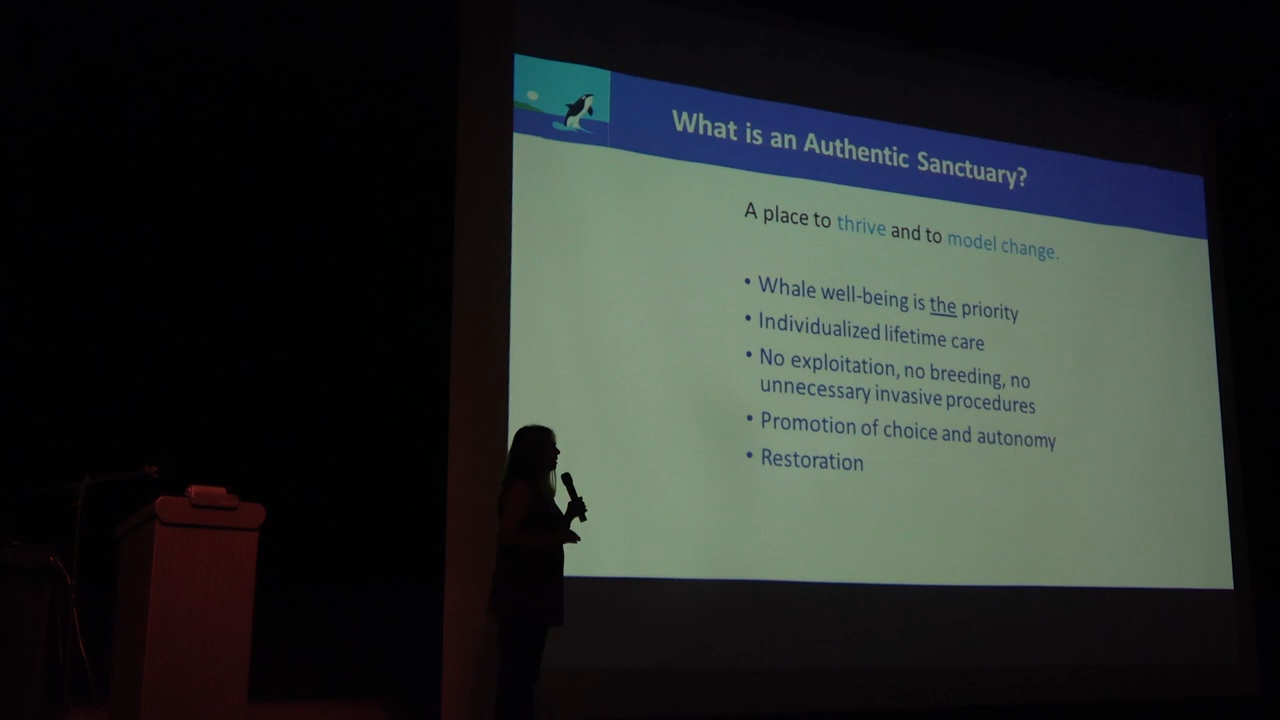 What is an Authentic Sanctuary?
A place to thrive and to model change.
• Whale well-being is the priority
• Individualized lifetime care
• No exploitation, no breeding, no
unnecessary invasive procedures
• Promotion of choice and autonomy
• Restoration